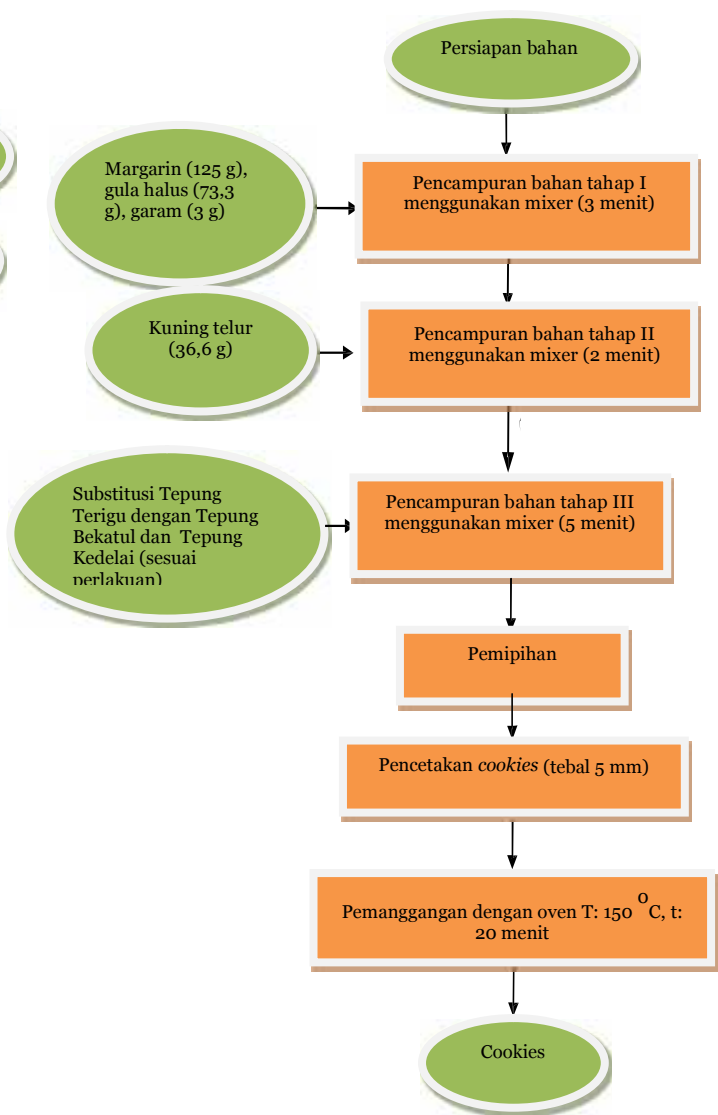 Persiapan bahan
Margarin (125 g),
gula halus (73,3
g), garam (3 g)
Pencampuran bahan tahap I
menggunakan mixer (3 menit)
Kuning telur
(36,6 g)
Pencampuran bahan tahap II
menggunakan mixer (2 menit)
Substitusi Tepung
Terigu dengan Tepung
Bekatul dan Tepung
Kedelai (sesuai
perlakuan)
Pencampuran bahan tahap III
menggunakan mixer (5 menit)
Pemipihan
Pencetakan cookies (tebal 5 mm)
Pemanggangan dengan oven T: 150 ⁰C, t:
20 menit
Cookies